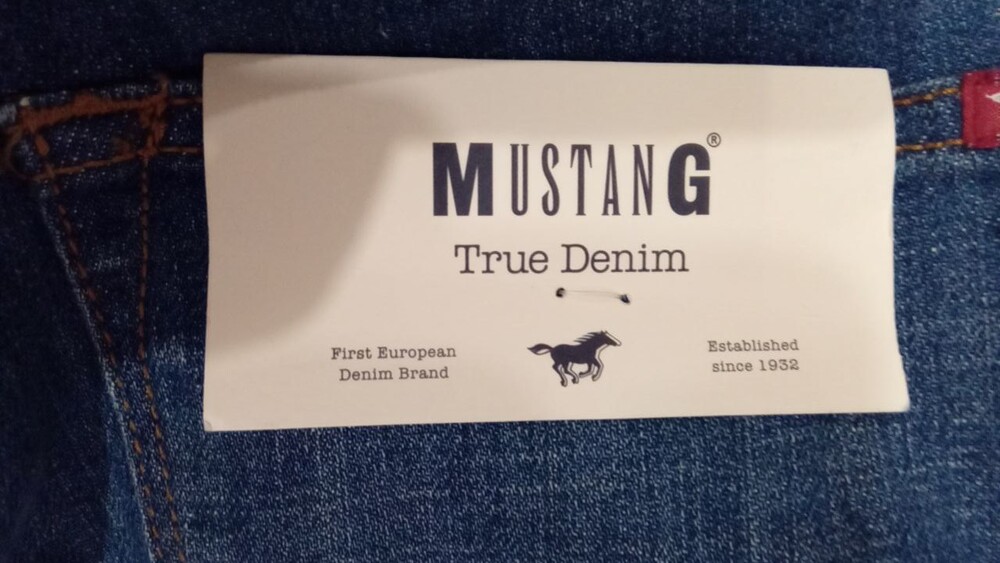 MUSTANG®
True Denim
First European
Denim Brand
Established
since 1932